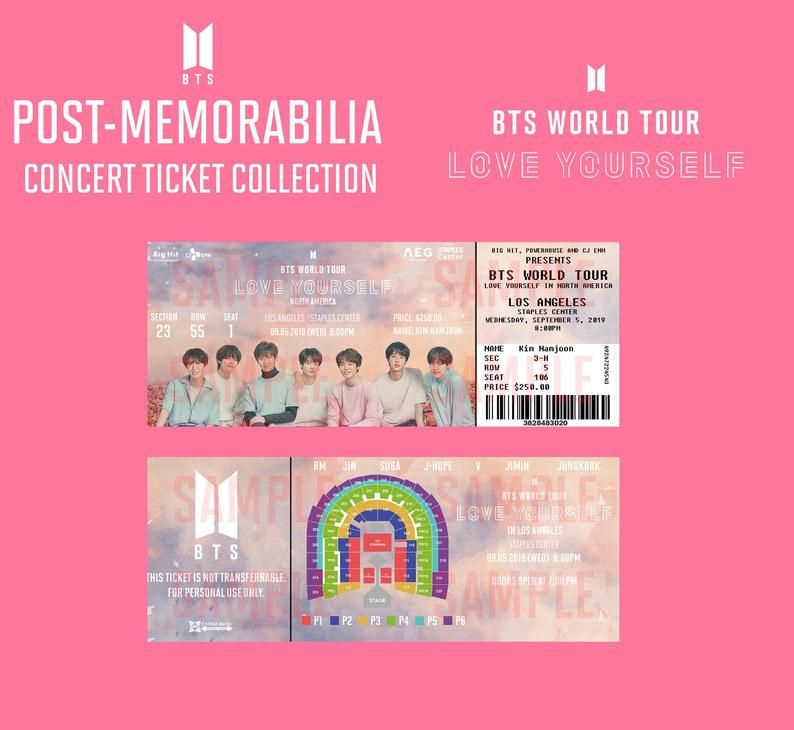 BTS
POST-MEMORABILIA
CONCERT TICKET COLLECTION
BTS WORLD TOUR
LOVE YOURSELF
Big Hit CJ ENM
AEG STAPLES Center
BTS WORLD TOUR
LOVE YOURSELF
NORTH AMERICA
SECTION ROW SEAT
23 55 1
LOS ANGELES - STAPLES CENTER
09.05.2019 (WED) 8:00PM
PRICE: $250.00
NAME: KIM NAMJOON
SAMPLE SAMPLE
SAMPLE SAMPLE
BIG HIT, POWERHOUSE AND CJ ENM
PRESENTS
BTS WORLD TOUR
LOVE YOURSELF IN NORTH AMERICA
LOS ANGELES
STAPLES CENTER
WEDNESDAY, SEPTEMBER 5, 2019
8:00PM
NAME Kim Namjoon
SEC 3-H
ROW 5
SEAT 106
PRICE $250.00
3828483020
SAMPLE SAMPLE
SAMPLE SAMPLE
BTS
THIS TICKET IS NOT TRANSFERRABLE.
FOR PERSONAL USE ONLY.
RM JIN SUGA J-HOPE V JIMIN JUNGKOOK
STAGE
P1 P2 P3 P4 P5 P6
BTS WORLD TOUR
LOVE YOURSELF
IN LOS ANGELES
STAPLES CENTER
09.05.2019 (WED) 8:00PM
DOORS OPEN AT 7:00 PM